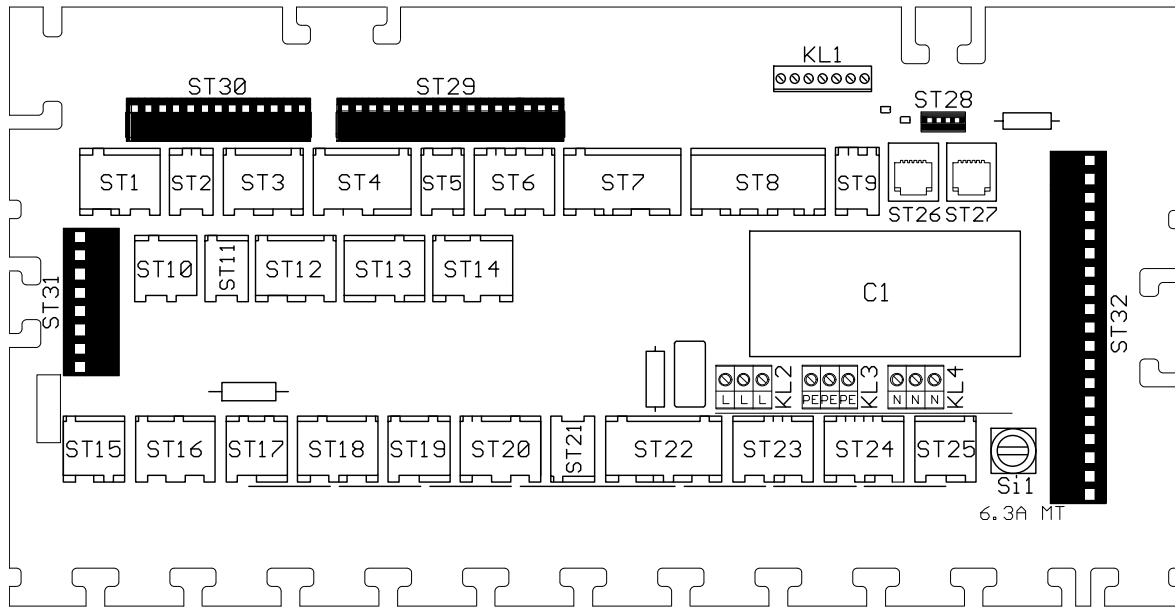 KL1
ST30 ST29
ST28
ST1 ST2 ST3 ST4 ST5 ST6 ST7 ST8 ST9
ST26 ST27
ST10 ST11 ST12 ST13 ST14
ST31
C1
ST32
L L L KL2
PE PE PE KL3
N N N KL4
ST15 ST16 ST17 ST18 ST19 ST20 ST21 ST22 ST23 ST24 ST25
Si1
6.3A MT